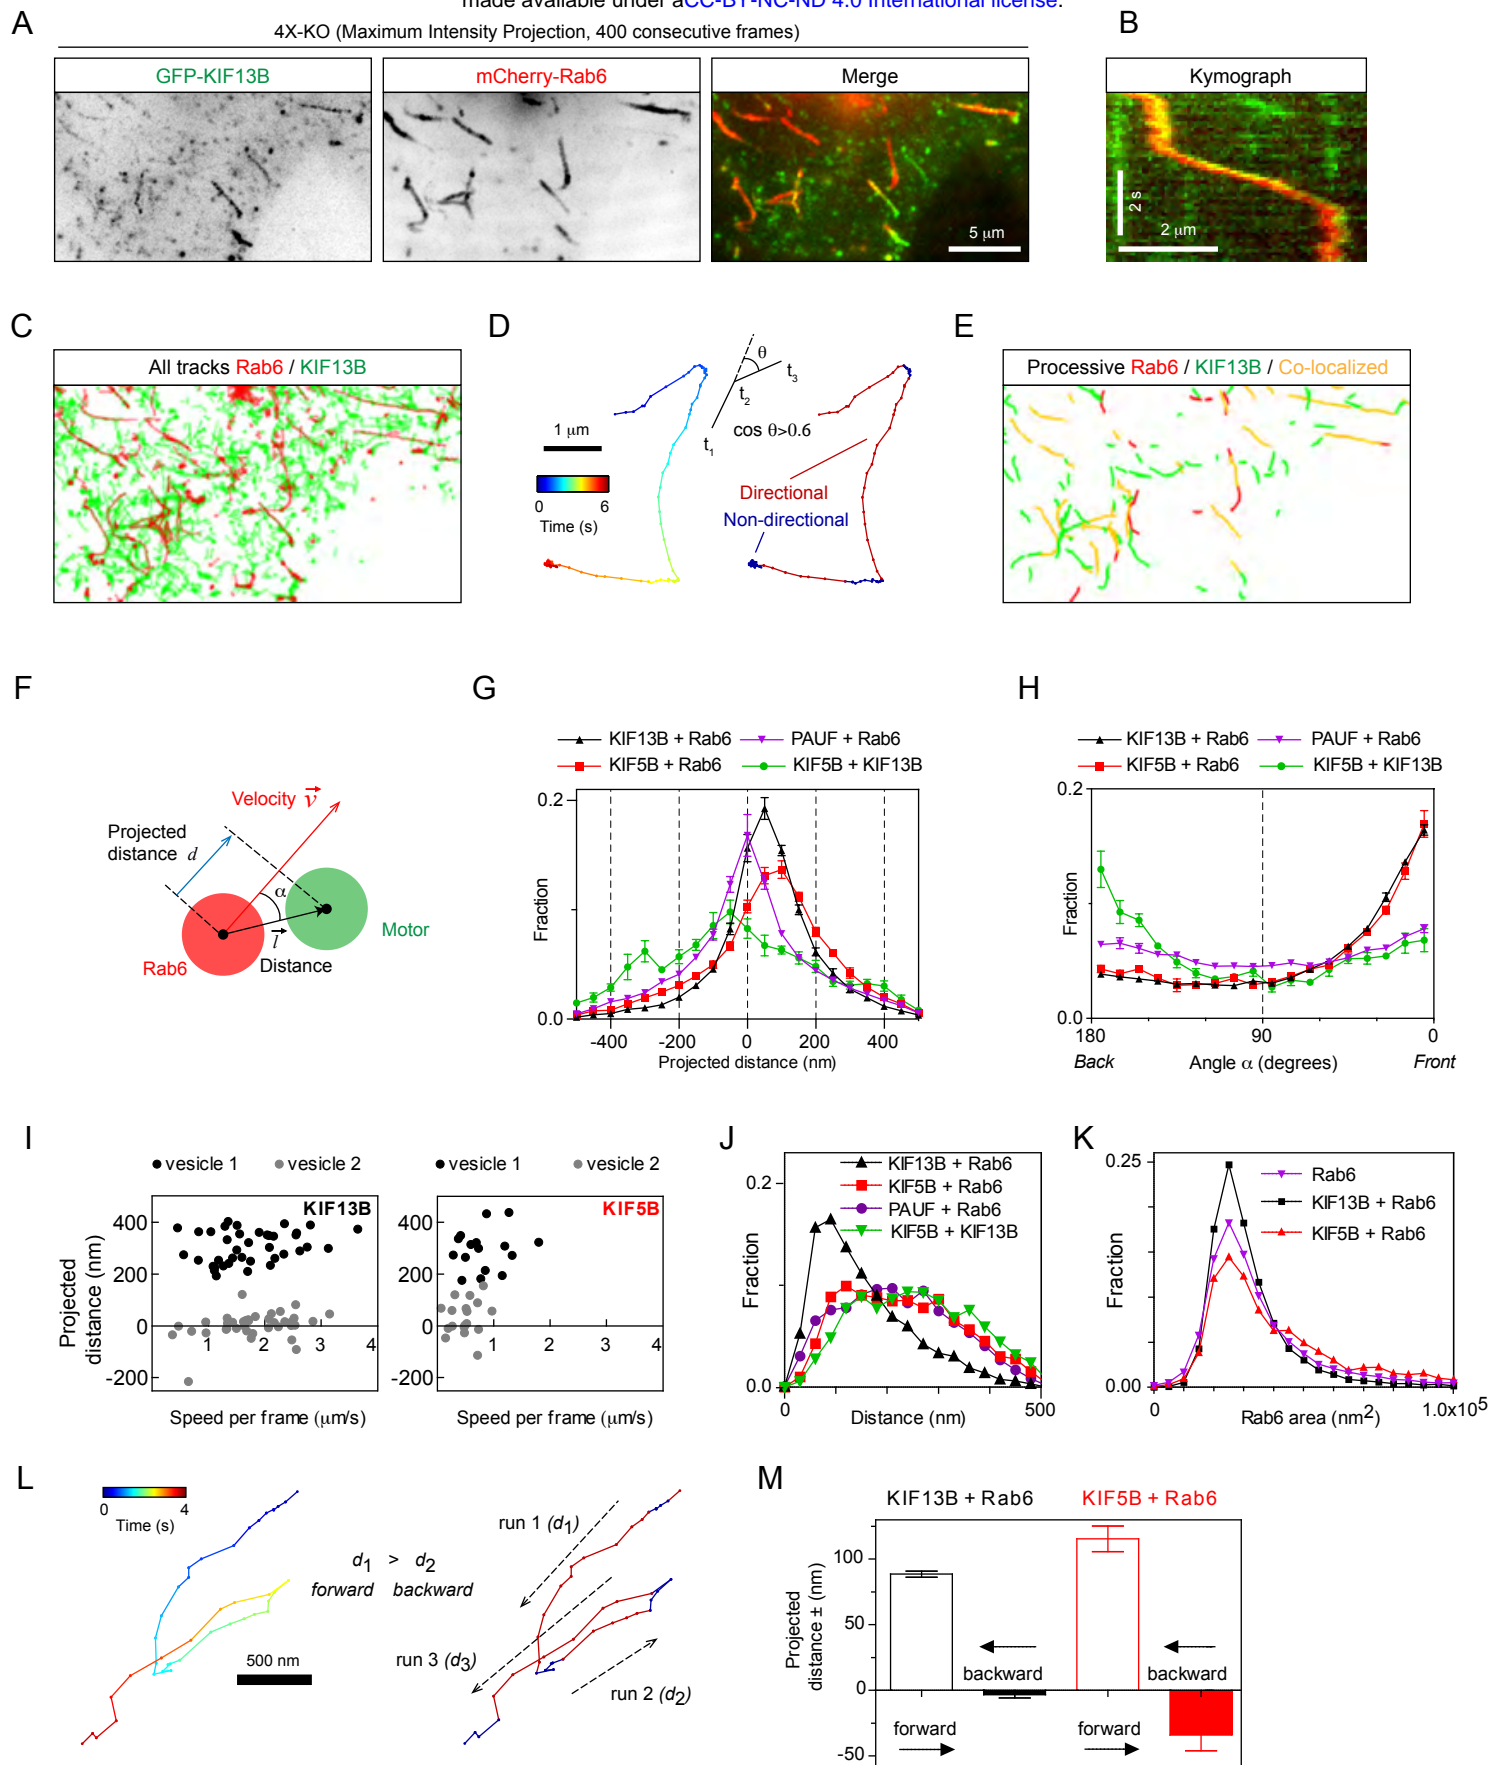 made available under aCC-BY-NC-ND 4.0 International license.
A
4X-KO (Maximum Intensity Projection, 400 consecutive frames)
GFP-KIF13B
mCherry-Rab6
Merge
5 μm
B
Kymograph
2 s
2 μm
C
All tracks Rab6 / KIF13B
D
1 μm
0 6
Time (s)
θ
t1
t2
t3
cos θ>0.6
Directional
Non-directional
E
Processive Rab6 / KIF13B / Co-localized
F
Velocity v
Projected
distance d
α
l
Motor
Rab6
Distance
G
KIF13B + Rab6
PAUF + Rab6
KIF5B + Rab6
KIF5B + KIF13B
0.2
Fraction
0.0
-400 -200 0 200 400
Projected distance (nm)
H
KIF13B + Rab6
PAUF + Rab6
KIF5B + Rab6
KIF5B + KIF13B
0.2
Fraction
0.0
180 90 0
Back Angle α (degrees) Front
I
vesicle 1 vesicle 2
vesicle 1 vesicle 2
KIF13B
KIF5B
Projected
distance (nm)
400
200
0
-200
1 2 3 4
Speed per frame (μm/s)
400
200
0
-200
1 2 3 4
Speed per frame (μm/s)
J
KIF13B + Rab6
KIF5B + Rab6
PAUF + Rab6
KIF5B + KIF13B
0.2
Fraction
0.0
0 500
Distance (nm)
K
Rab6
KIF13B + Rab6
KIF5B + Rab6
0.25
Fraction
0.00
0 1.0x10^5
Rab6 area (nm2)
L
0 4
Time (s)
d1 > d2
forward backward
500 nm
run 1 (d1)
run 3 (d3)
run 2 (d2)
M
KIF13B + Rab6 KIF5B + Rab6
Projected
distance ± (nm)
100
50
0
-50
backward
backward
forward
forward